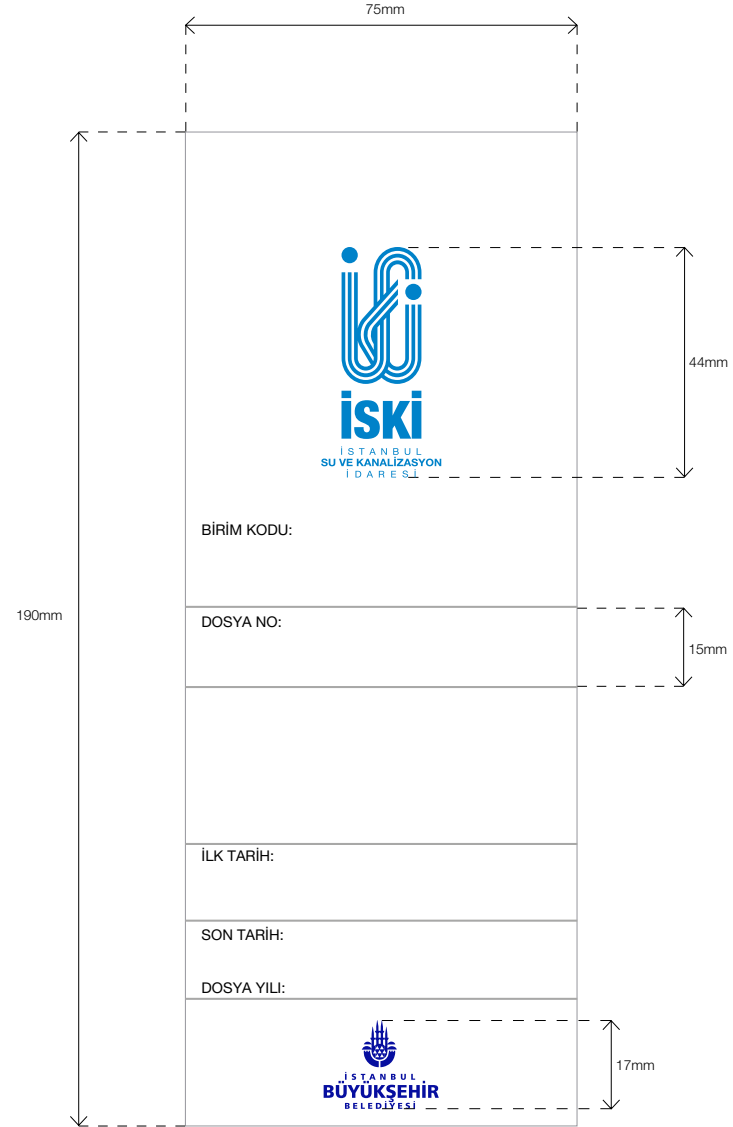 75mm
44mm
İSKİ
İSTANBUL
SU VE KANALİZASYON
İDARESİ
BİRİM KODU:
190mm
DOSYA NO:
15mm
İLK TARİH:
SON TARİH:
DOSYA YILI:
17mm
İSTANBUL
BÜYÜKŞEHİR
BELEDİYESİ